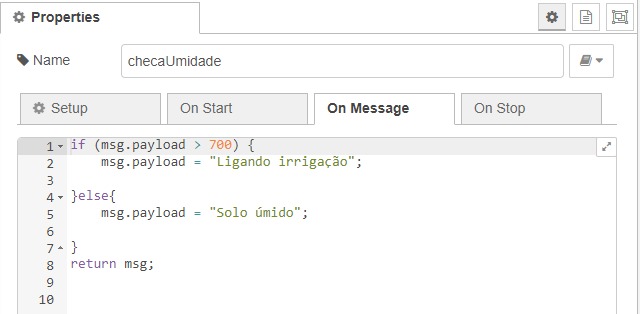 Properties
Name
checaUmidade
Setup
On Start
On Message
On Stop
1 if (msg.payload > 700) {
2 msg.payload = "Ligando irrigação";
3
4 }else{
5 msg.payload = "Solo úmido";
6
7 }
8 return msg;
9
10